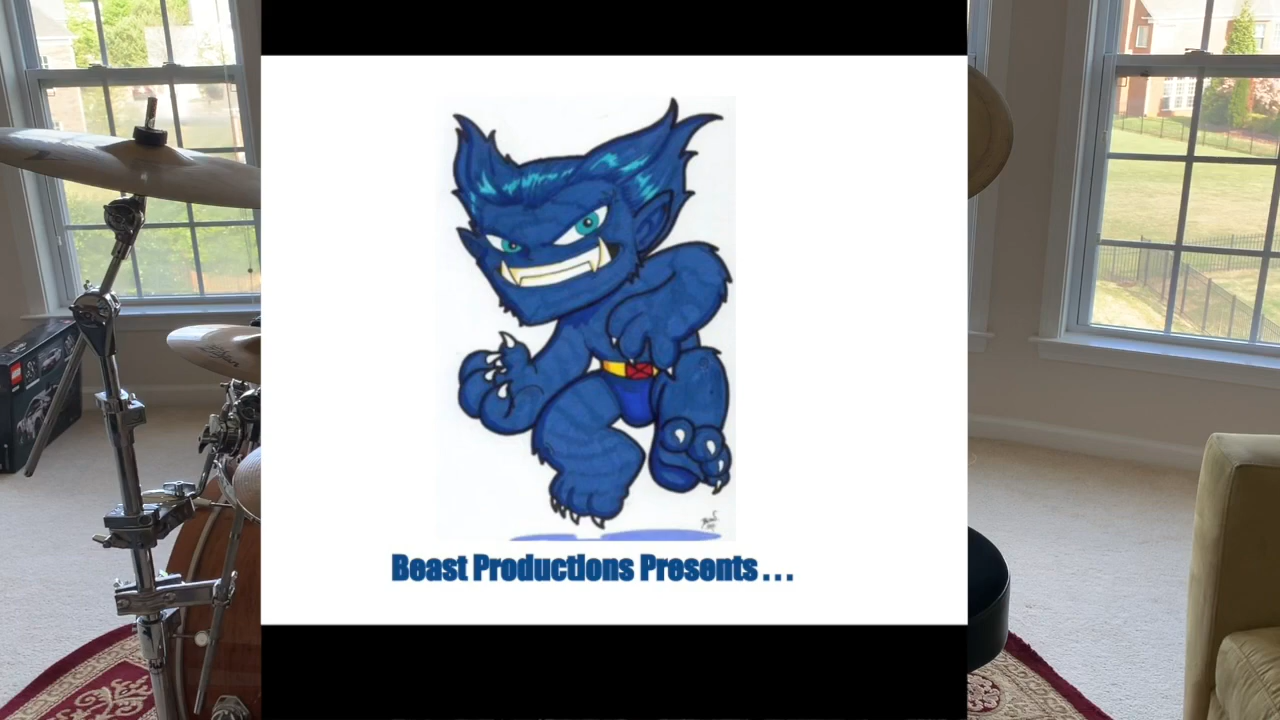 Beast Productions Presents . . .